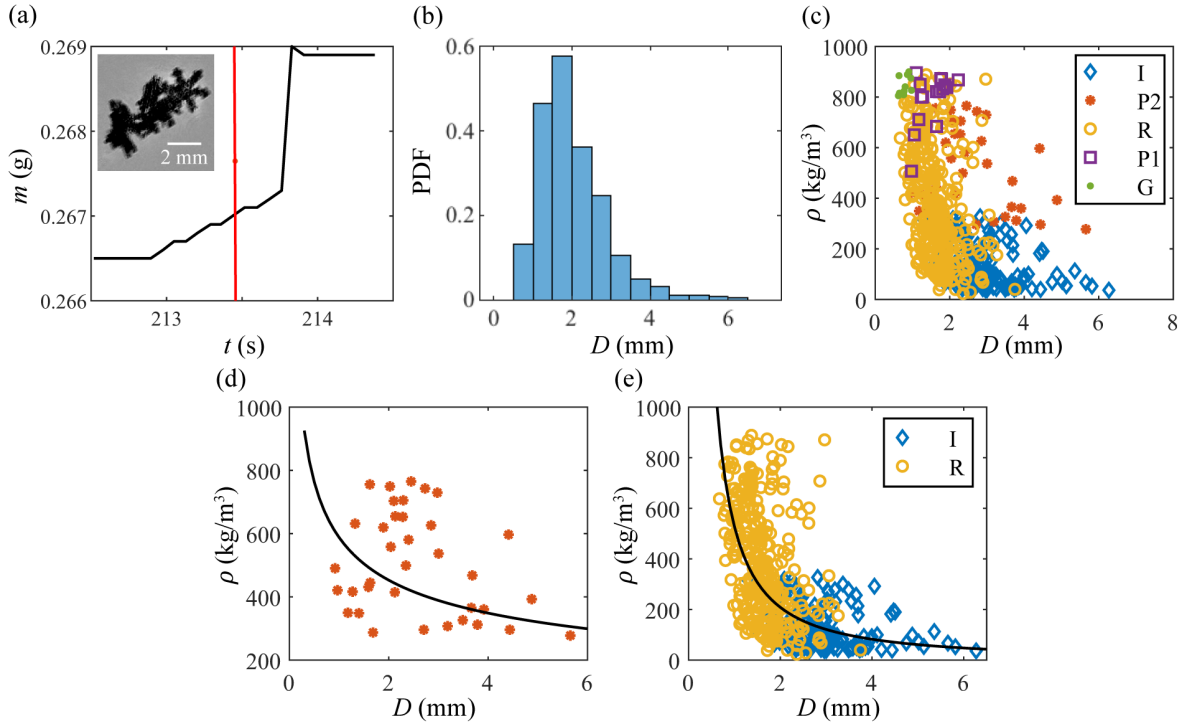 (a)
0.269
0.268
0.267
0.266
m (g)
2 mm
213
214
t (s)
(b)
0.6
0.4
0.2
0
PDF
0
2
4
6
D (mm)
(c)
1000
800
600
400
200
0
ρ (kg/m³)
I
P2
R
P1
G
0
2
4
6
8
D (mm)
(d)
1000
800
600
400
200
ρ (kg/m³)
0
2
4
6
D (mm)
(e)
1000
800
600
400
200
0
ρ (kg/m³)
I
R
0
2
4
6
D (mm)